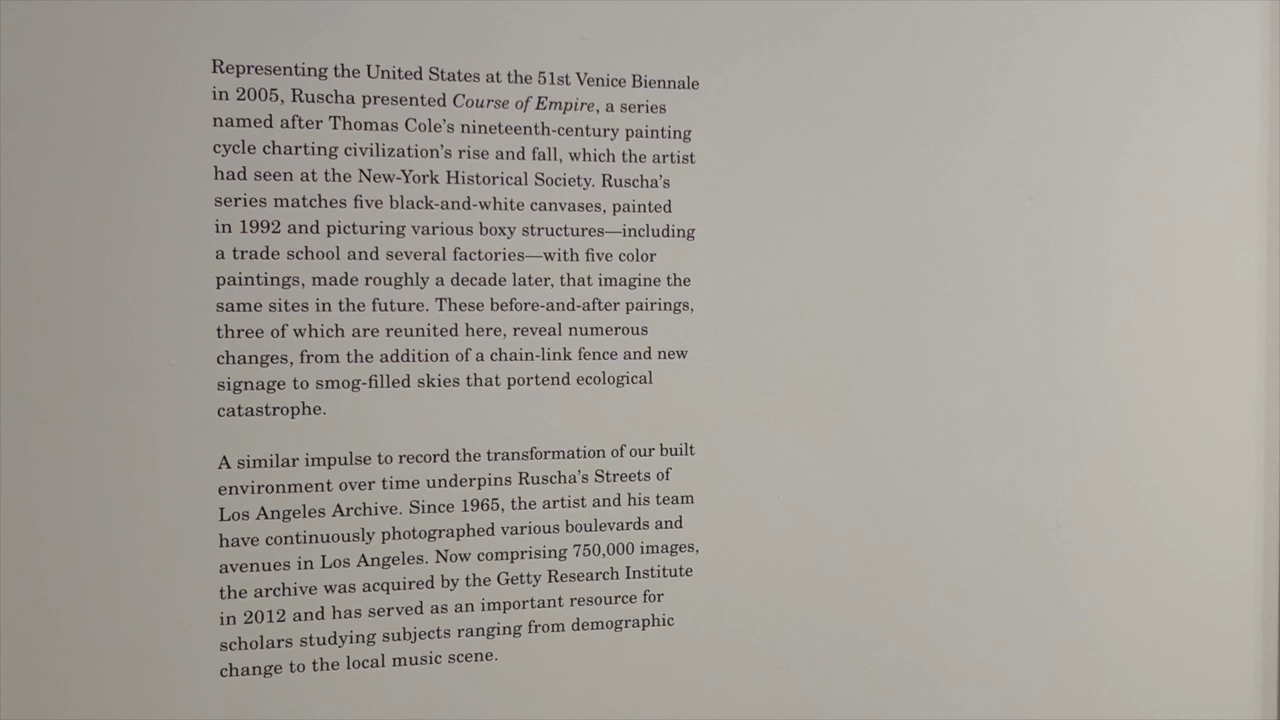 Representing the United States at the 51st Venice Biennale
in 2005, Ruscha presented Course of Empire, a series
named after Thomas Cole’s nineteenth-century painting
cycle charting civilization’s rise and fall, which the artist
had seen at the New-York Historical Society. Ruscha’s
series matches five black-and-white canvases, painted
in 1992 and picturing various boxy structures—including
a trade school and several factories—with five color
paintings, made roughly a decade later, that imagine the
same sites in the future. These before-and-after pairings,
three of which are reunited here, reveal numerous
changes, from the addition of a chain-link fence and new
signage to smog-filled skies that portend ecological
catastrophe.
A similar impulse to record the transformation of our built
environment over time underpins Ruscha’s Streets of
Los Angeles Archive. Since 1965, the artist and his team
have continuously photographed various boulevards and
avenues in Los Angeles. Now comprising 750,000 images,
the archive was acquired by the Getty Research Institute
in 2012 and has served as an important resource for
scholars studying subjects ranging from demographic
change to the local music scene.